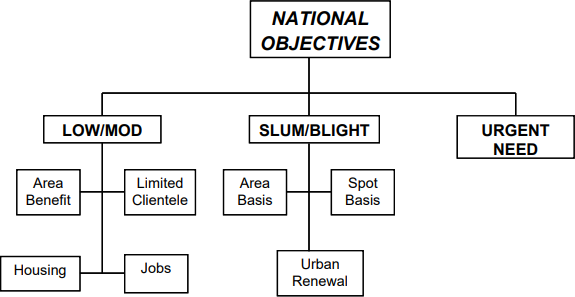 NATIONAL
OBJECTIVES
LOW/MOD
SLUM/BLIGHT
URGENT
NEED
Area
Benefit
Limited
Clientele
Area
Basis
Spot
Basis
Housing
Jobs
Urban
Renewal